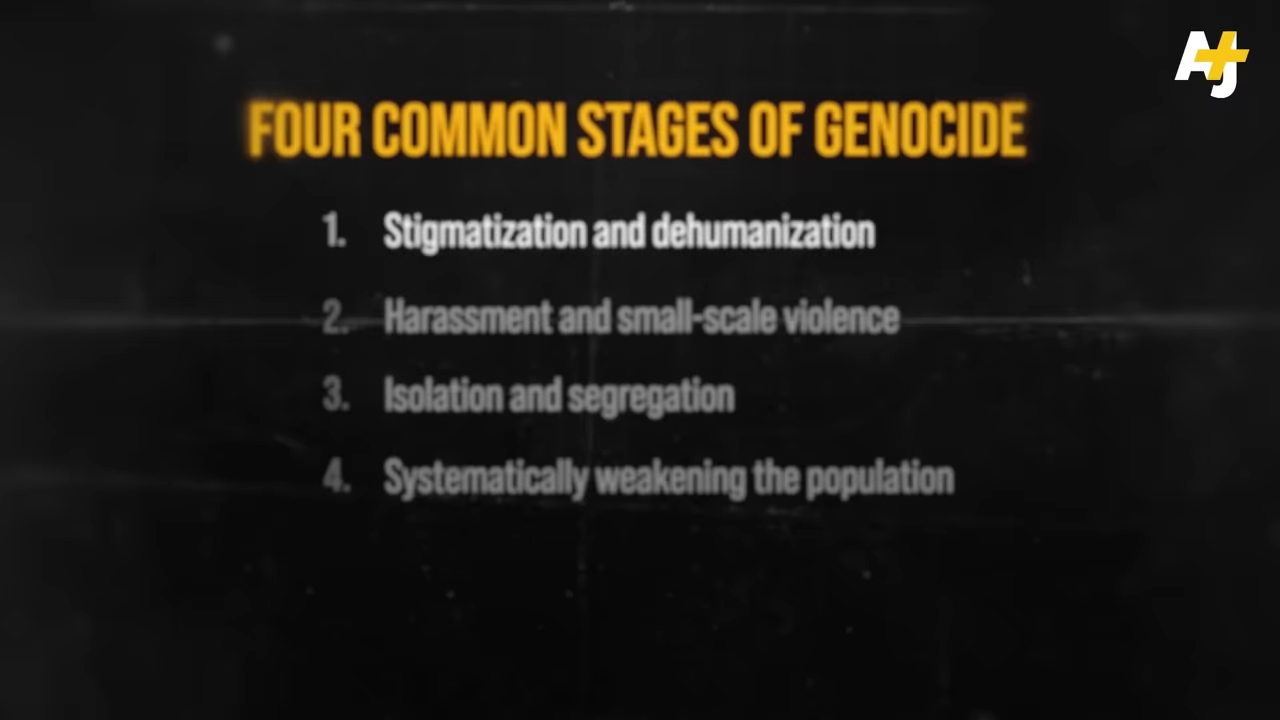 AJ+
FOUR COMMON STAGES OF GENOCIDE
1. Stigmatization and dehumanization
2. Harassment and small-scale violence
3. Isolation and segregation
4. Systematically weakening the population